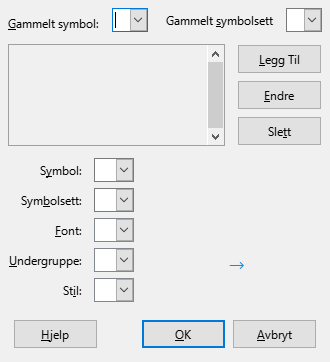 Gammelt symbol: Gammelt symbolsett
Legg Til
Endre
Slett
Symbol:
Symbolsett:
Font:
Undergruppe: →
Stil:
Hjelp OK Avbryt